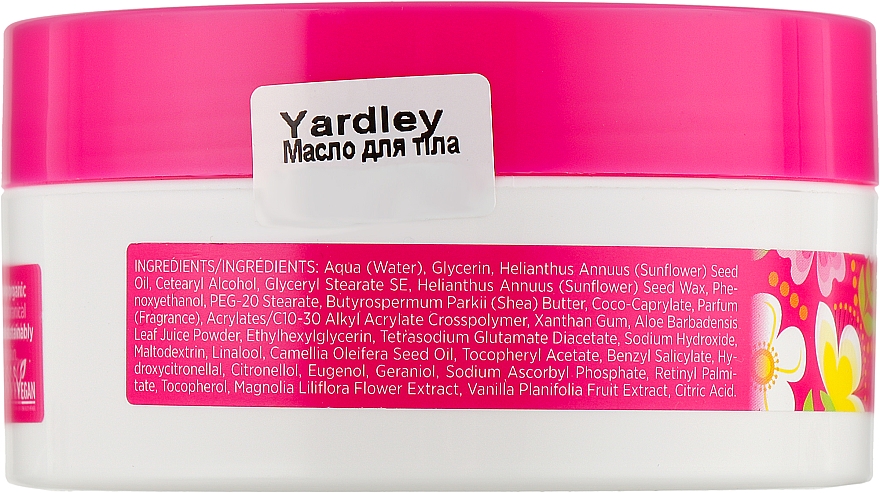 Yardley
Масло для тіла
INGREDIENTS/INGRÉDIENTS: Aqua (Water), Glycerin, Helianthus Annuus (Sunflower) Seed
Oil, Cetearyl Alcohol, Glyceryl Stearate SE, Helianthus Annuus (Sunflower) Seed Wax, Phe-
noxyethanol, PEG-20 Stearate, Butyrospermum Parkii (Shea) Butter, Coco-Caprylate, Parfum
(Fragrance), Acrylates/C10-30 Alkyl Acrylate Crosspolymer, Xanthan Gum, Aloe Barbadensis
Leaf Juice Powder, Ethylhexylglycerin, Tetrasodium Glutamate Diacetate, Sodium Hydroxide,
Maltodextrin, Linalool, Camellia Oleifera Seed Oil, Tocopheryl Acetate, Benzyl Salicylate, Hy-
droxycitronellal, Citronellol, Eugenol, Geraniol, Sodium Ascorbyl Phosphate, Retinyl Palmi-
tate, Tocopherol, Magnolia Liliflora Flower Extract, Vanilla Planifolia Fruit Extract, Citric Acid.
VEGAN